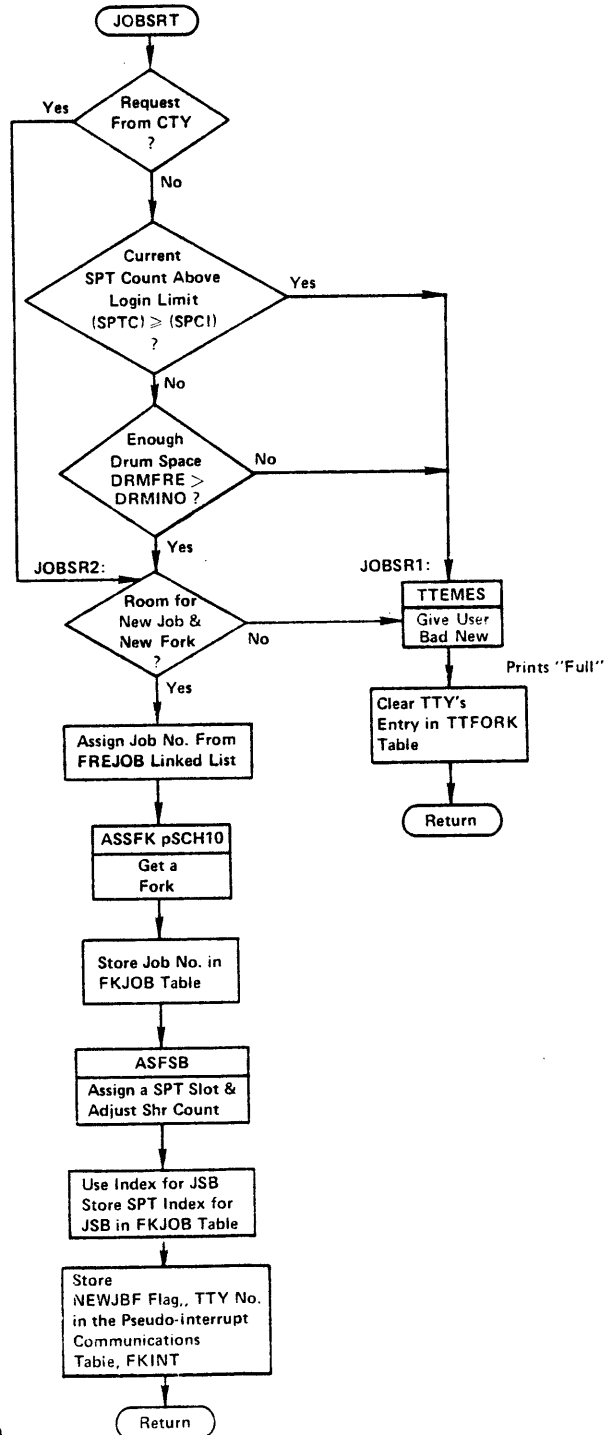 JOBSRT
Request
From CTY
?
Yes
No
Current
SPT Count Above
Login Limit
(SPTC) ⩾ (SPCI)
?
Yes
No
Enough
Drum Space
DRMFRE >
DRMINO ?
No
Yes
JOBSR2:
JOBSR1:
Room for
New Job &
New Fork
?
No
Yes
TTEMES
Give User
Bad New
Prints "Full"
Clear TTY's
Entry in TTFORK
Table
Return
Assign Job No. From
FREJOB Linked List
ASSFK pSCH10
Get a
Fork
Store Job No. in
FKJOB Table
ASFSB
Assign a SPT Slot &
Adjust Shr Count
Use Index for JSB
Store SPT Index for
JSB in FKJOB Table
Store
NEWJBF Flag,, TTY No.
in the Pseudo-interrupt
Communications
Table, FKINT
Return